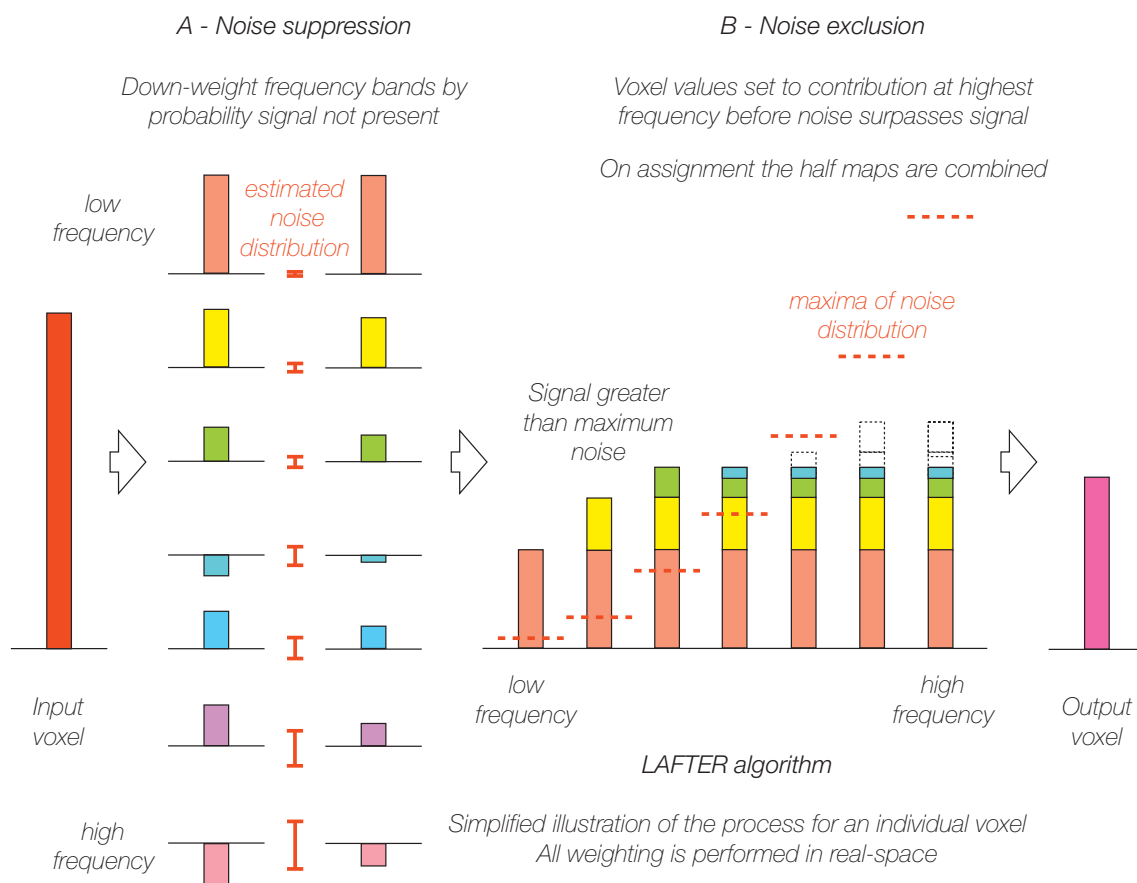 A - Noise suppression
Down-weight frequency bands by
probability signal not present
low
frequency
estimated
noise
distribution
Input
voxel
high
frequency
B - Noise exclusion
Voxel values set to contribution at highest
frequency before noise surpasses signal
On assignment the half maps are combined
maxima of noise
distribution
Signal greater
than maximum
noise
low
frequency
high
frequency
Output
voxel
LAFTER algorithm
Simplified illustration of the process for an individual voxel
All weighting is performed in real-space